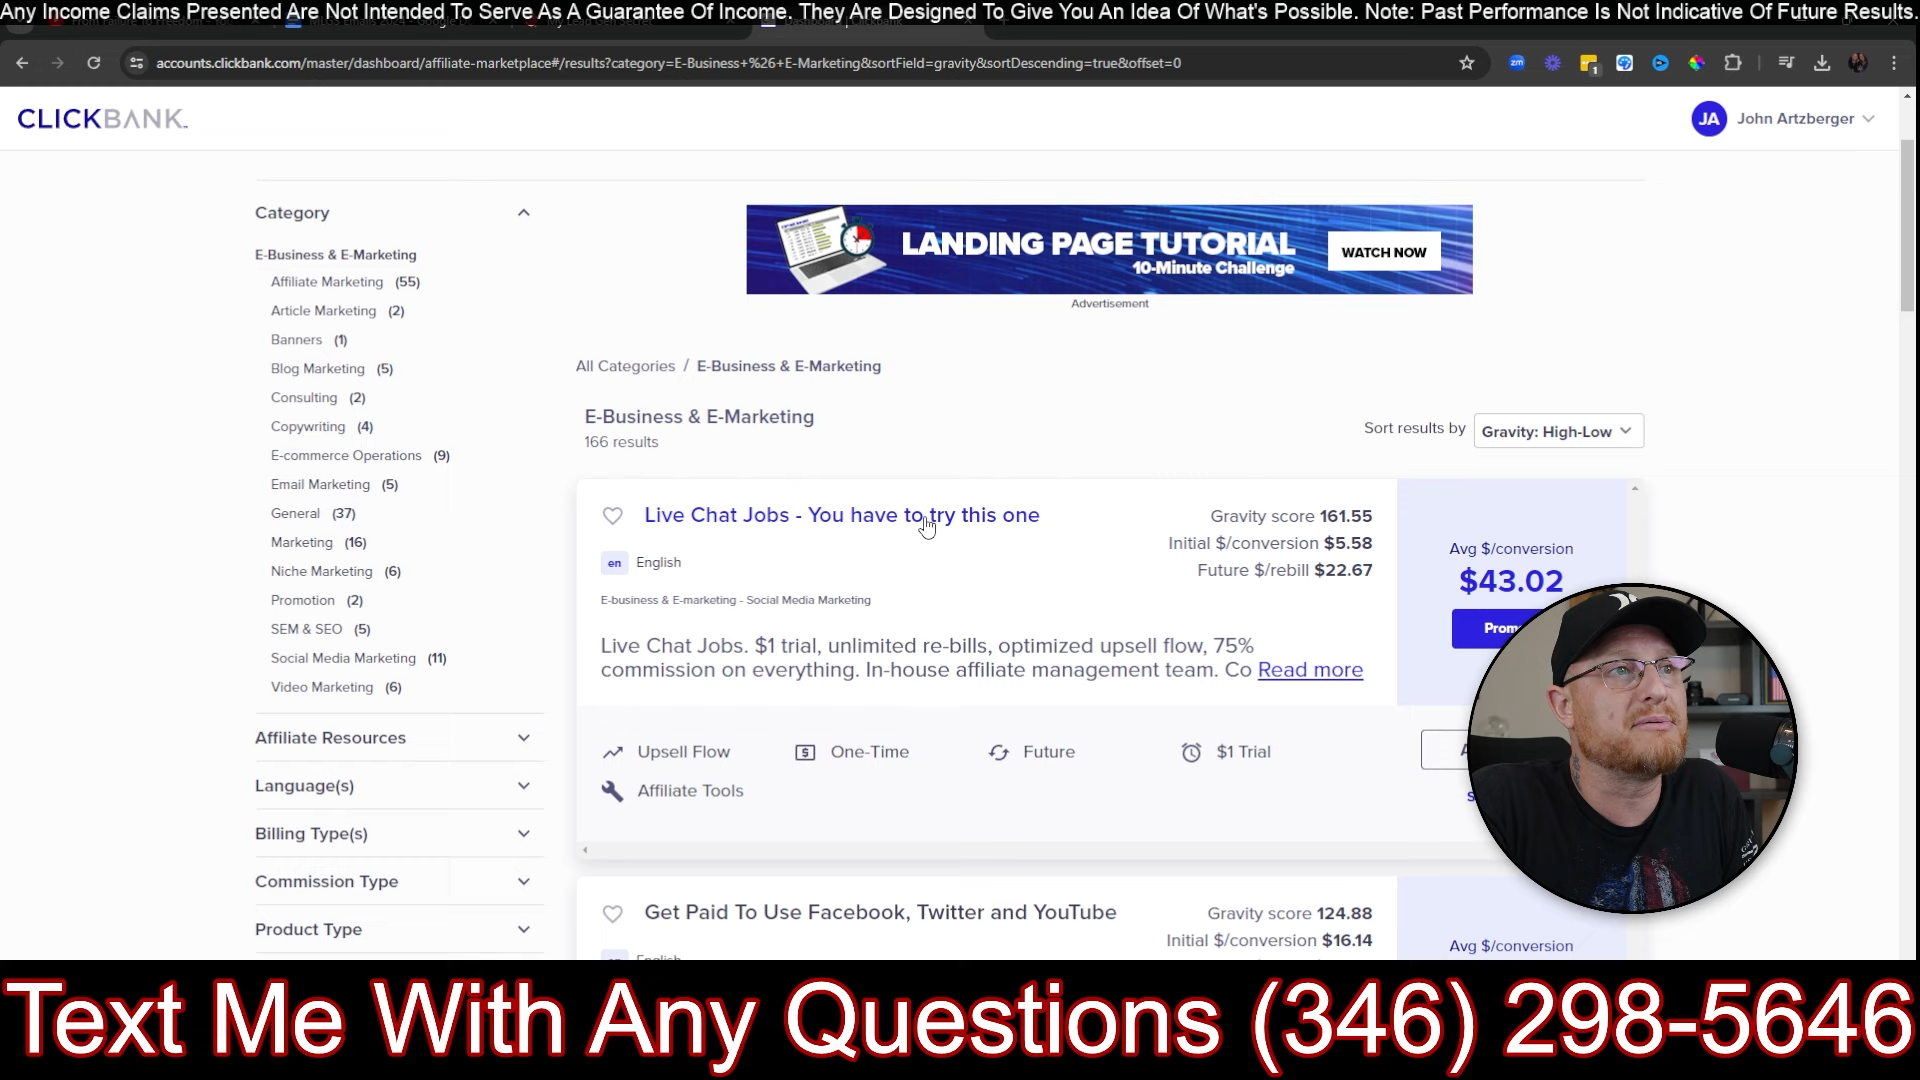 Any Income Claims Presented Are Not Intended To Serve As A Guarantee Of Income. They Are Designed To Give You An Idea Of What's Possible. Note: Past Performance Is Not Indicative Of Future Results.
accounts.clickbank.com/master/dashboard/affiliate-marketplace#/results?category=E-Business+%26+E-Marketing&sortField=gravity&sortDescending=true&offset=0
zm
1
CLICKBANK
JA John Artzberger
Category
E-Business & E-Marketing
Affiliate Marketing (55)
Article Marketing (2)
Banners (1)
Blog Marketing (5)
Consulting (2)
Copywriting (4)
E-commerce Operations (9)
Email Marketing (5)
General (37)
Marketing (16)
Niche Marketing (6)
Promotion (2)
SEM & SEO (5)
Social Media Marketing (11)
Video Marketing (6)
Affiliate Resources
Language(s)
Billing Type(s)
Commission Type
Product Type
LANDING PAGE TUTORIAL
10-Minute Challenge
WATCH NOW
Advertisement
All Categories / E-Business & E-Marketing
E-Business & E-Marketing
166 results
Sort results by Gravity: High-Low
Live Chat Jobs - You have to try this one
en English
E-business & E-marketing - Social Media Marketing
Gravity score 161.55
Initial $/conversion $5.58
Future $/rebill $22.67
Avg $/conversion
$43.02
Live Chat Jobs. $1 trial, unlimited re-bills, optimized upsell flow, 75%
commission on everything. In-house affiliate management team. Co Read more
Upsell Flow One-Time Future $1 Trial
Affiliate Tools
Get Paid To Use Facebook, Twitter and YouTube
English
Gravity score 124.88
Initial $/conversion $16.14
Avg $/conversion
Text Me With Any Questions (346) 298-5646